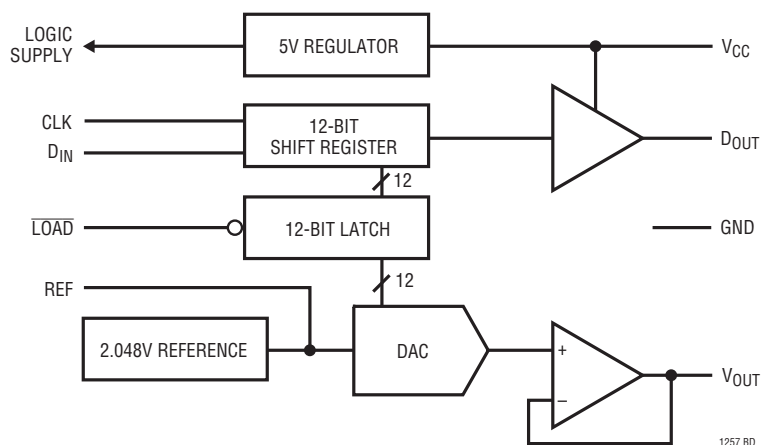 LOGIC
SUPPLY
5V REGULATOR
VCC
CLK
DIN
12-BIT
SHIFT REGISTER
DOUT
12
LOAD
12-BIT LATCH
GND
12
REF
2.048V REFERENCE
DAC
+
–
VOUT
1257 BD